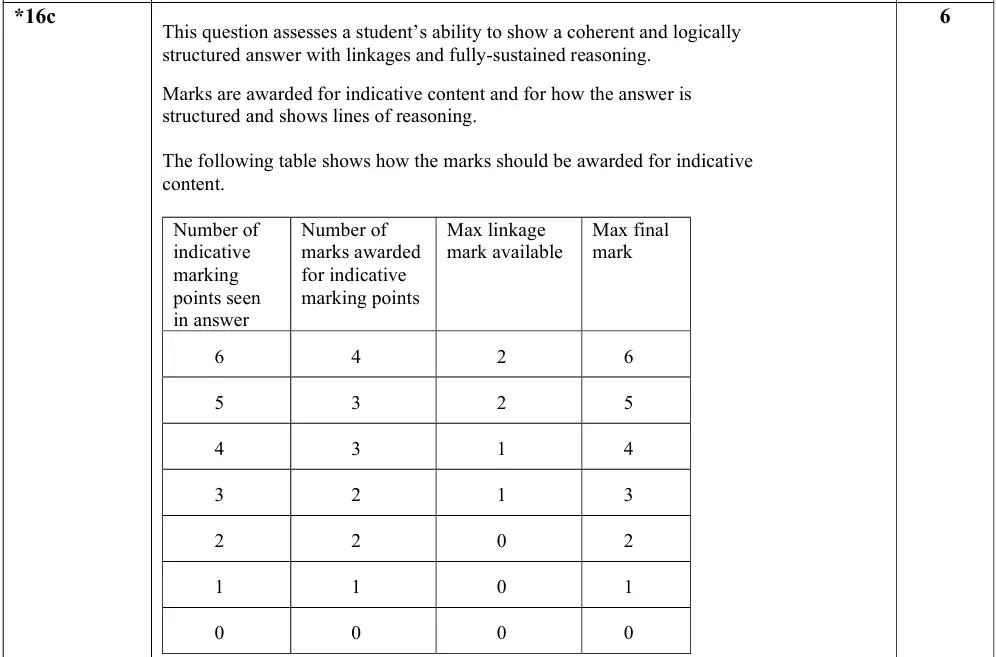 *16c
This question assesses a student's ability to show a coherent and logically
structured answer with linkages and fully-sustained reasoning.
6
Marks are awarded for indicative content and for how the answer is
structured and shows lines of reasoning.
The following table shows how the marks should be awarded for indicative
content.
Number of indicative marking points seen in answer | Number of marks awarded for indicative marking points | Max linkage mark available | Max final mark
6 4 2 6
5 3 2 5
4 3 1 4
3 2 1 3
2 2 0 2
1 1 0 1
0 0 0 0